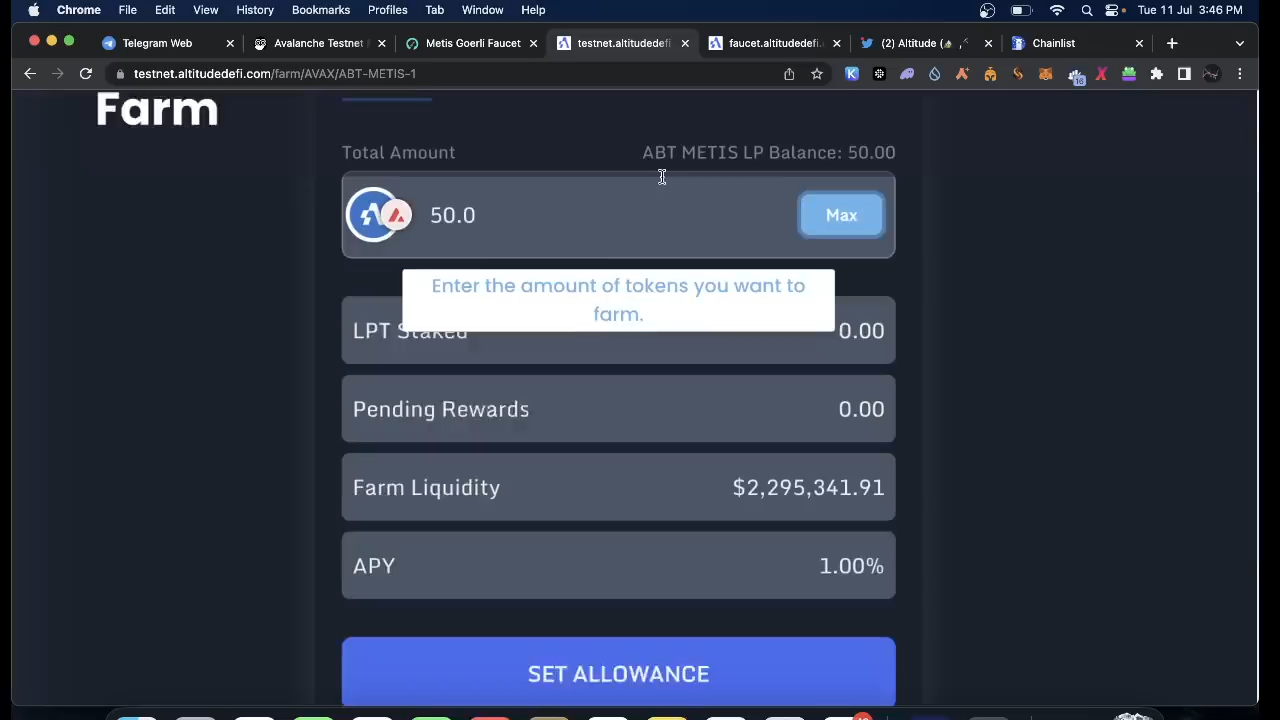 Chrome File Edit View History Bookmarks Profiles Tab Window Help Tue 11 Jul 3:46 PM
Telegram Web Avalanche Testnet Metis Goerli Faucet testnet.altitudedefi faucet.altitudedefi. (2) Altitude Chainlist
testnet.altitudedefi.com/farm/AVAX/ABT-METIS-1 16
Farm
Total Amount ABT METIS LP Balance: 50.00
50.0 Max
Enter the amount of tokens you want to
farm.
LPT Staked 0.00
Pending Rewards 0.00
Farm Liquidity $2,295,341.91
APY 1.00%
SET ALLOWANCE